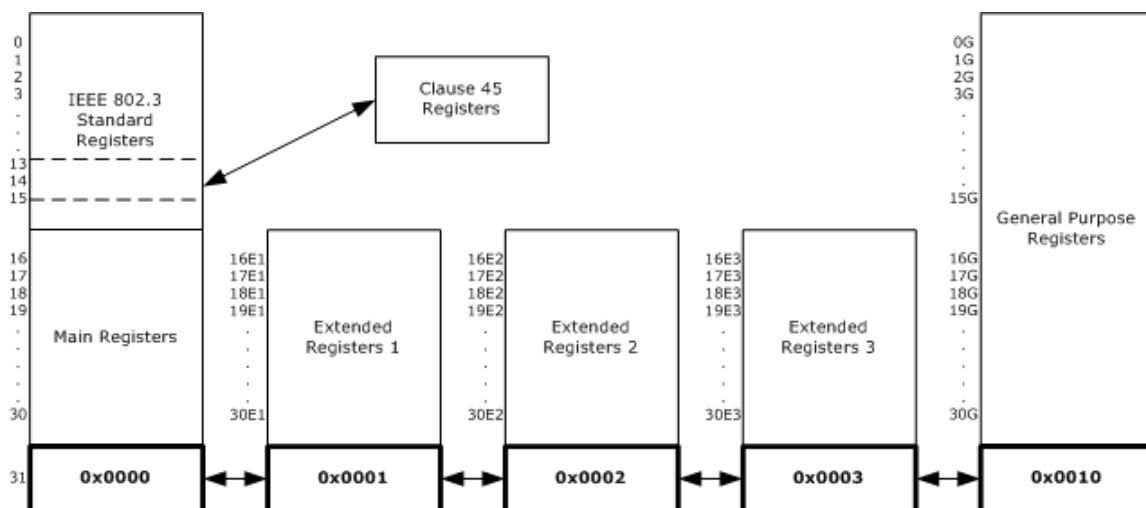 0
1
2
3
.
.
.
13
14
15
IEEE 802.3
Standard
Registers
Clause 45
Registers
16
17
18
19
.
.
.
.
.
30
Main Registers
16E1
17E1
18E1
19E1
.
.
.
.
.
30E1
Extended
Registers 1
16E2
17E2
18E2
19E2
.
.
.
.
.
30E2
Extended
Registers 2
16E3
17E3
18E3
19E3
.
.
.
.
.
30E3
Extended
Registers 3
0G
1G
2G
3G
.
.
.
.
.
15G
16G
17G
18G
19G
.
.
.
.
.
30G
General Purpose
Registers
31
0x0000
0x0001
0x0002
0x0003
0x0010